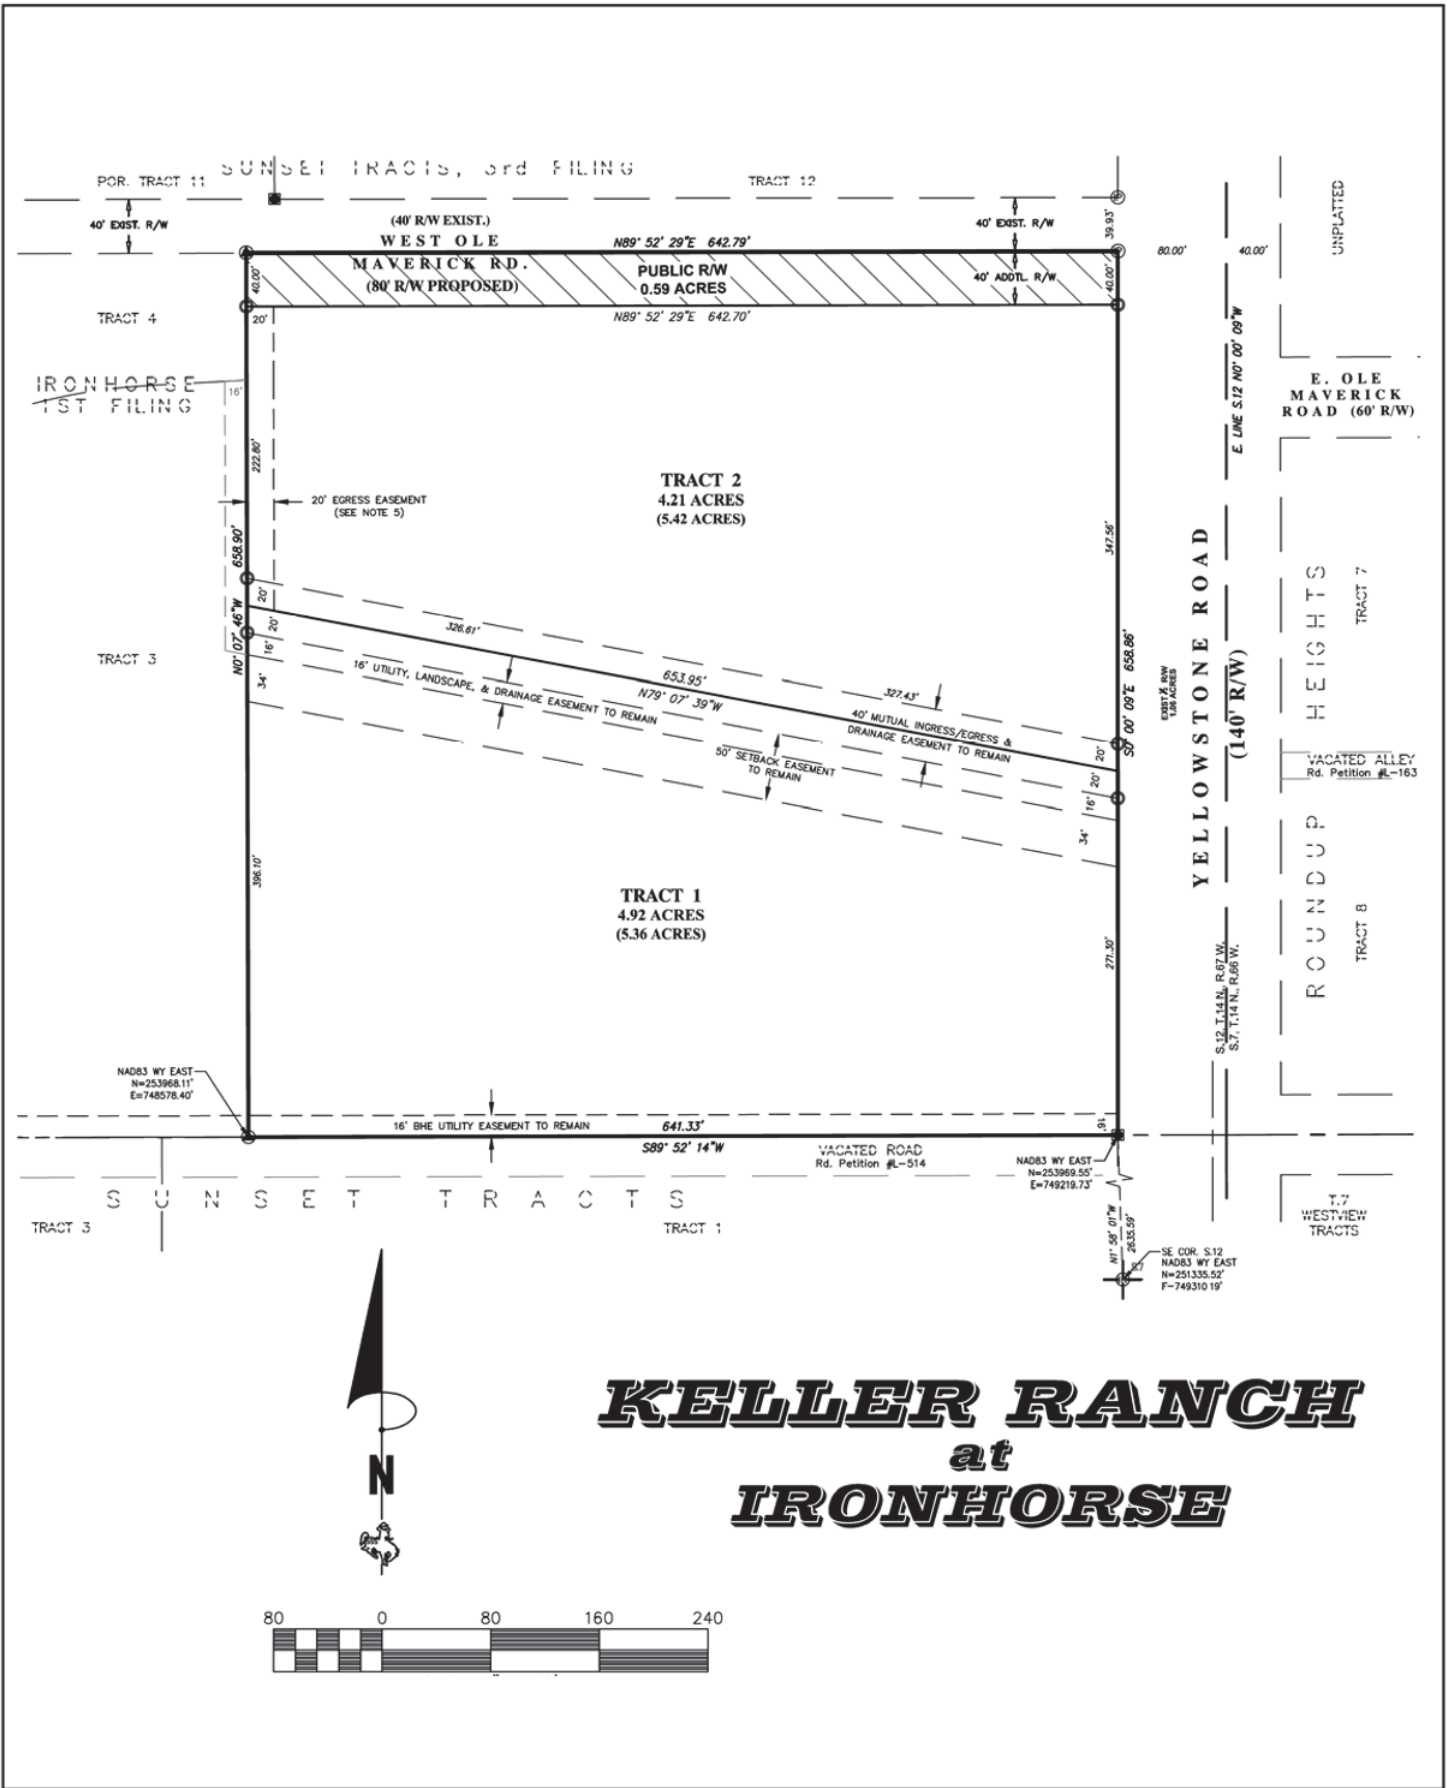 SUNSET TRACTS, 3rd FILING
POR. TRACT 11
TRACT 12
UNPLATTED
40' EXIST. R/W
(40' R/W EXIST.)
WEST OLE
MAVERICK RD.
(80' R/W PROPOSED)
N89° 52' 29"E 642.79'
40' EXIST. R/W
39.93'
80.00'
40.00'
40.00'
PUBLIC R/W
0.59 ACRES
40' ADDTL. R/W
40.00'
TRACT 4
20'
N89° 52' 29"E 642.70'
E. LINE S.12 N0° 00' 09"W
IRONHORSE
1ST FILING
16'
E. OLE
MAVERICK
ROAD (60' R/W)
222.80'
20' EGRESS EASEMENT
(SEE NOTE 5)
TRACT 2
4.21 ACRES
(5.42 ACRES)
347.56'
N0° 07' 46"W 658.90'
20'
20'
16'
34'
TRACT 3
326.61'
653.95'
N79° 07' 39"W
327.43'
16' UTILITY, LANDSCAPE, & DRAINAGE EASEMENT TO REMAIN
40' MUTUAL INGRESS/EGRESS &
DRAINAGE EASEMENT TO REMAIN
50' SETBACK EASEMENT
TO REMAIN
20'
20'
16'
34'
S0° 00' 09"E 658.86'
R/W
1.06 ACRES
YELLOWSTONE ROAD
(140' R/W)
ROUNDUP HEIGHTS
TRACT 7
VACATED ALLEY
Rd. Petition #L-163
TRACT 8
396.10'
TRACT 1
4.92 ACRES
(5.36 ACRES)
271.30'
S.12, T.14 N., R.67 W.
S.7, T.14 N., R.66 W.
NAD83 WY EAST
N=253968.11'
E=748578.40'
16' BHE UTILITY EASEMENT TO REMAIN
641.33'
S89° 52' 14"W
16'
VACATED ROAD
Rd. Petition #L-514
NAD83 WY EAST
N=253969.55'
E=749219.73'
SUNSET TRACTS
TRACT 3
TRACT 1
T.7
WESTVIEW
TRACTS
N1° 58' 01"W
2635.59'
SE COR. S.12
NAD83 WY EAST
N=251335.52'
E=749310.19'
N
KELLER RANCH
at
IRONHORSE
80 0 80 160 240